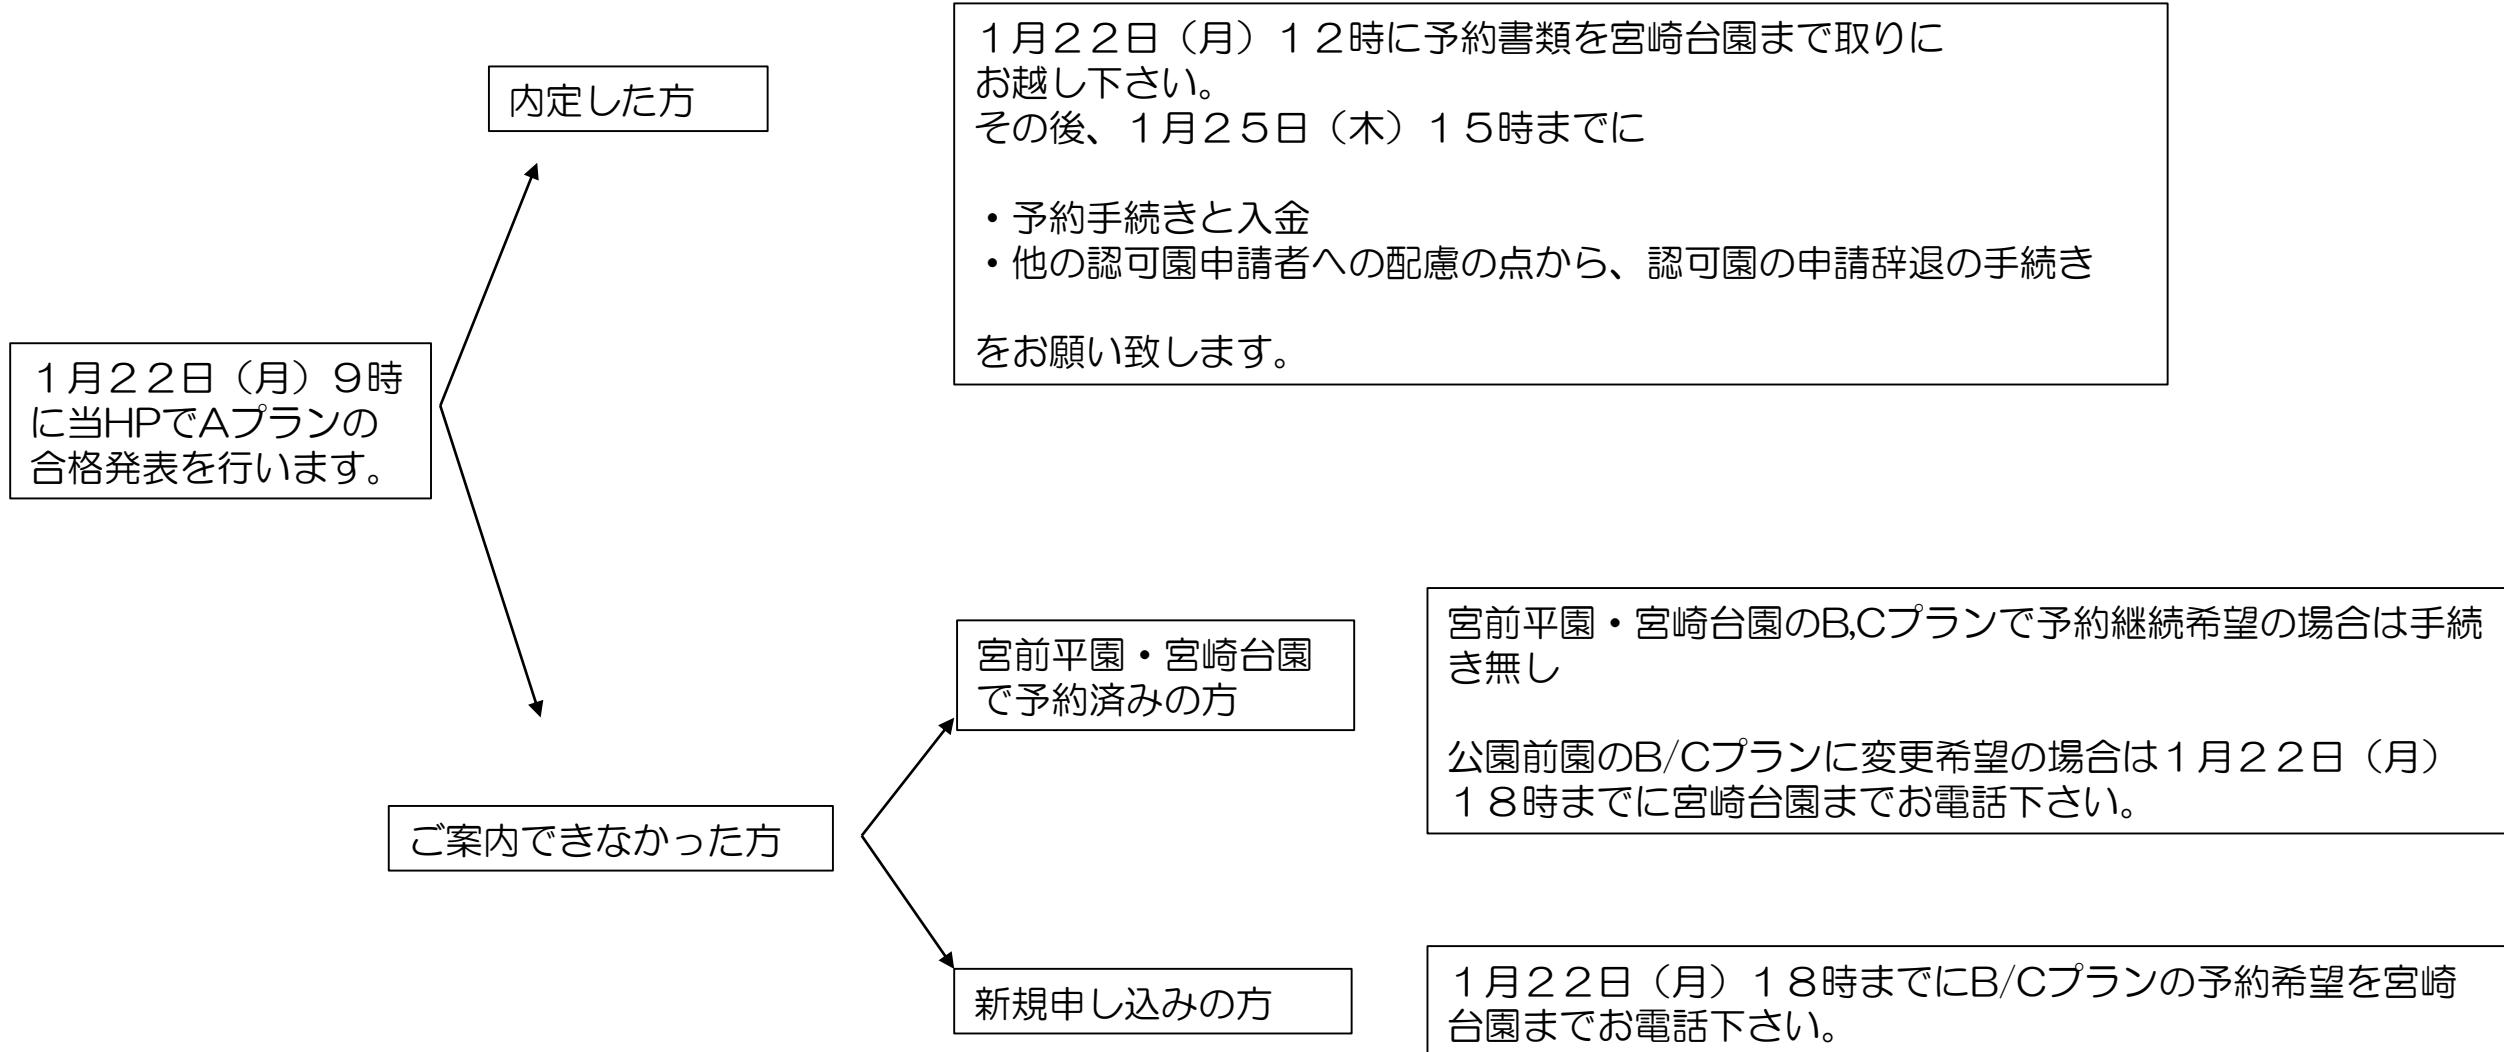 １月２２日（月）９時
に当HPでAプランの
合格発表を行います。
内定した方
１月２２日（月）１２時に予約書類を宮崎台園まで取りに
お越し下さい。
その後、１月２５日（木）１５時までに
・予約手続きと入金
・他の認可園申請者への配慮の点から、認可園の申請辞退の手続き
をお願い致します。
ご案内できなかった方
宮前平園・宮崎台園
で予約済みの方
宮前平園・宮崎台園のB,Cプランで予約継続希望の場合は手続
き無し
公園前園のB/Cプランに変更希望の場合は１月２２日（月）
１８時までに宮崎台園までお電話下さい。
新規申し込みの方
１月２２日（月）１８時までにB/Cプランの予約希望を宮崎
台園までお電話下さい。